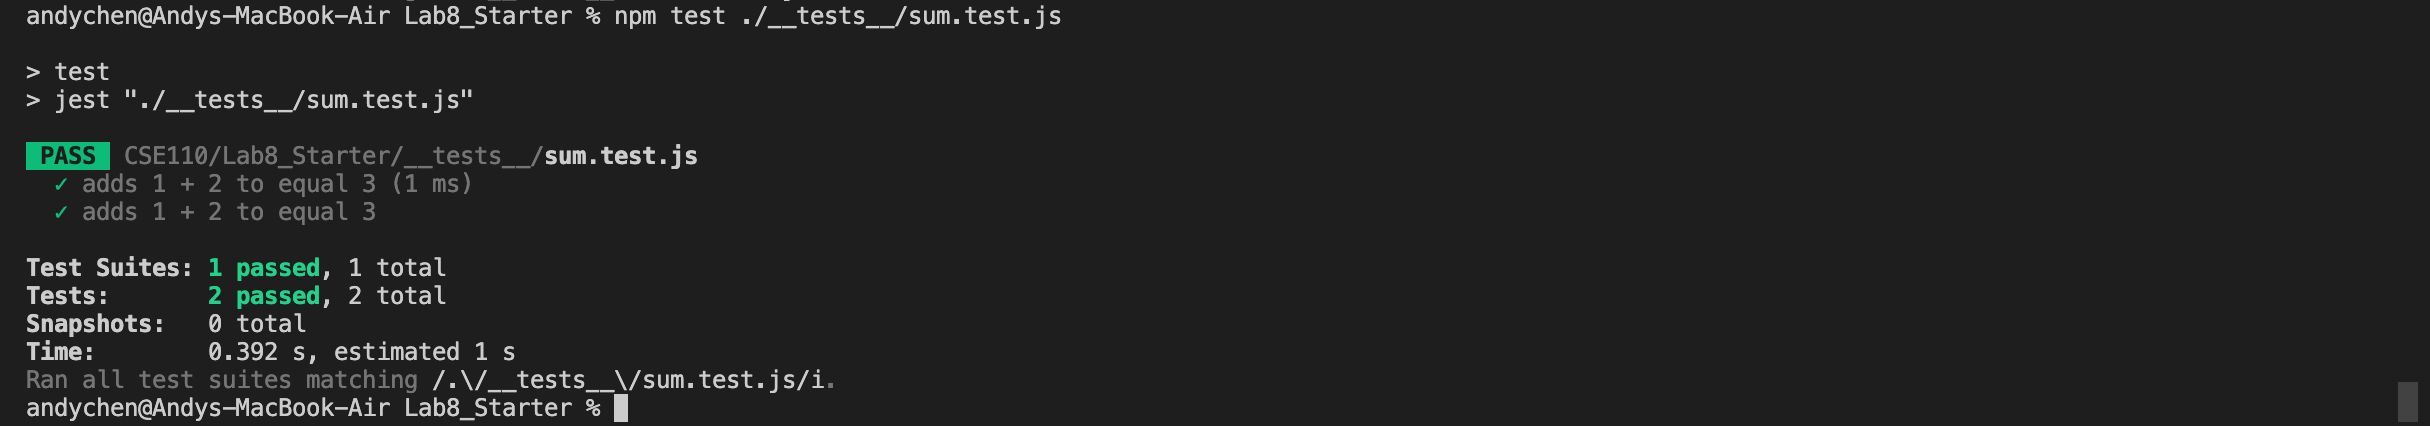 andychen@Andys-MacBook-Air Lab8_Starter % npm test ./__tests__/sum.test.js
> test
> jest "./__tests__/sum.test.js"
PASS CSE110/Lab8_Starter/__tests__/sum.test.js
✓ adds 1 + 2 to equal 3 (1 ms)
✓ adds 1 + 2 to equal 3
Test Suites: 1 passed, 1 total
Tests: 2 passed, 2 total
Snapshots: 0 total
Time: 0.392 s, estimated 1 s
Ran all test suites matching /.\/__tests__\/sum.test.js/i.
andychen@Andys-MacBook-Air Lab8_Starter %